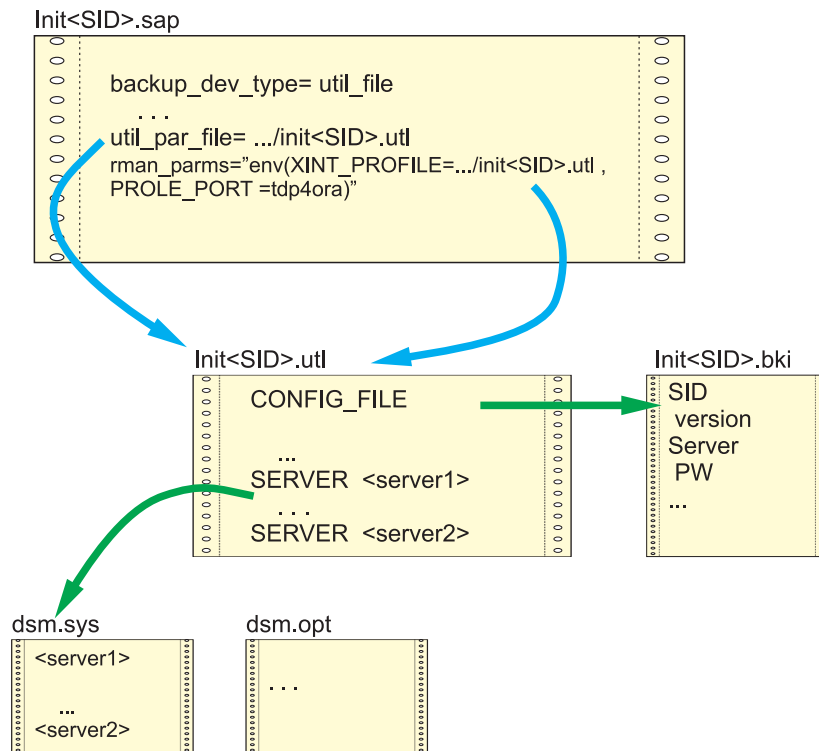 Init<SID>.sap
backup_dev_type= util_file
. . .
util_par_file= .../init<SID>.utl
rman_parms=”env(XINT_PROFILE=.../init<SID>.utl ,
PROLE_PORT =tdp4ora)”
Init<SID>.utl
CONFIG_FILE
...
SERVER <server1>
. . .
SERVER <server2>
Init<SID>.bki
SID
version
Server
PW
...
dsm.sys
<server1>
...
<server2>
dsm.opt
. . .